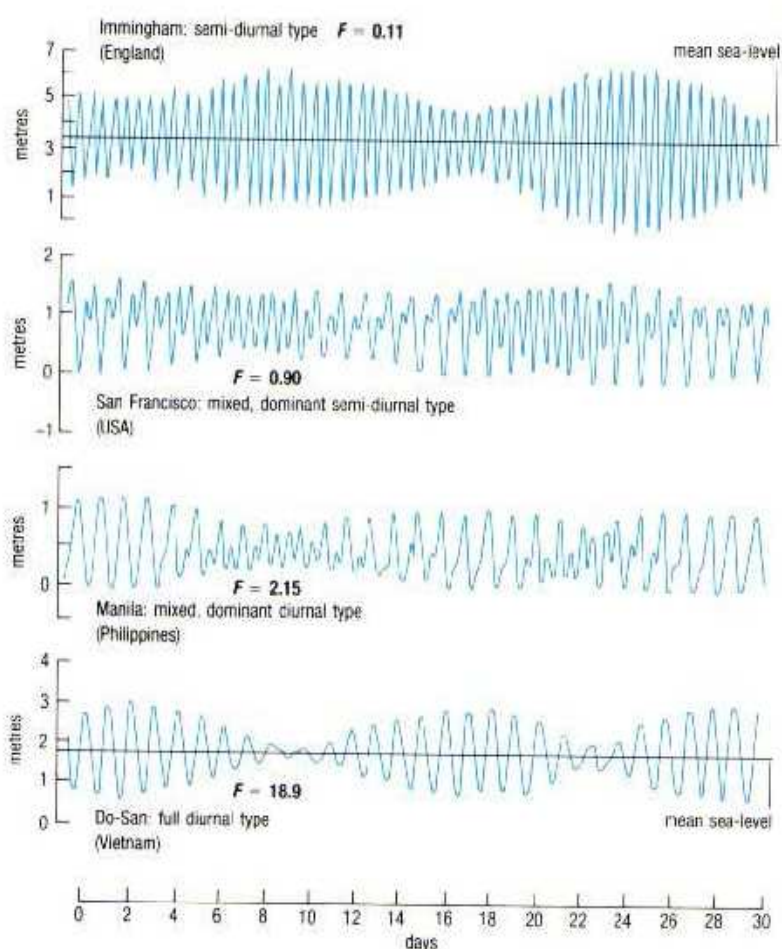 Immingham: semi-diurnal type F = 0.11
(England)
mean sea-level
7
5
3
1
metres
2
1
0
-1
metres
F = 0.90
San Francisco: mixed, dominant semi-diurnal type
(USA)
1
0
metres
F = 2.15
Manila: mixed, dominant diurnal type
(Philippines)
4
3
2
1
0
metres
F = 18.9
Do-San: full diurnal type
(Vietnam)
mean sea-level
0 2 4 6 8 10 12 14 16 18 20 22 24 26 28 30
days